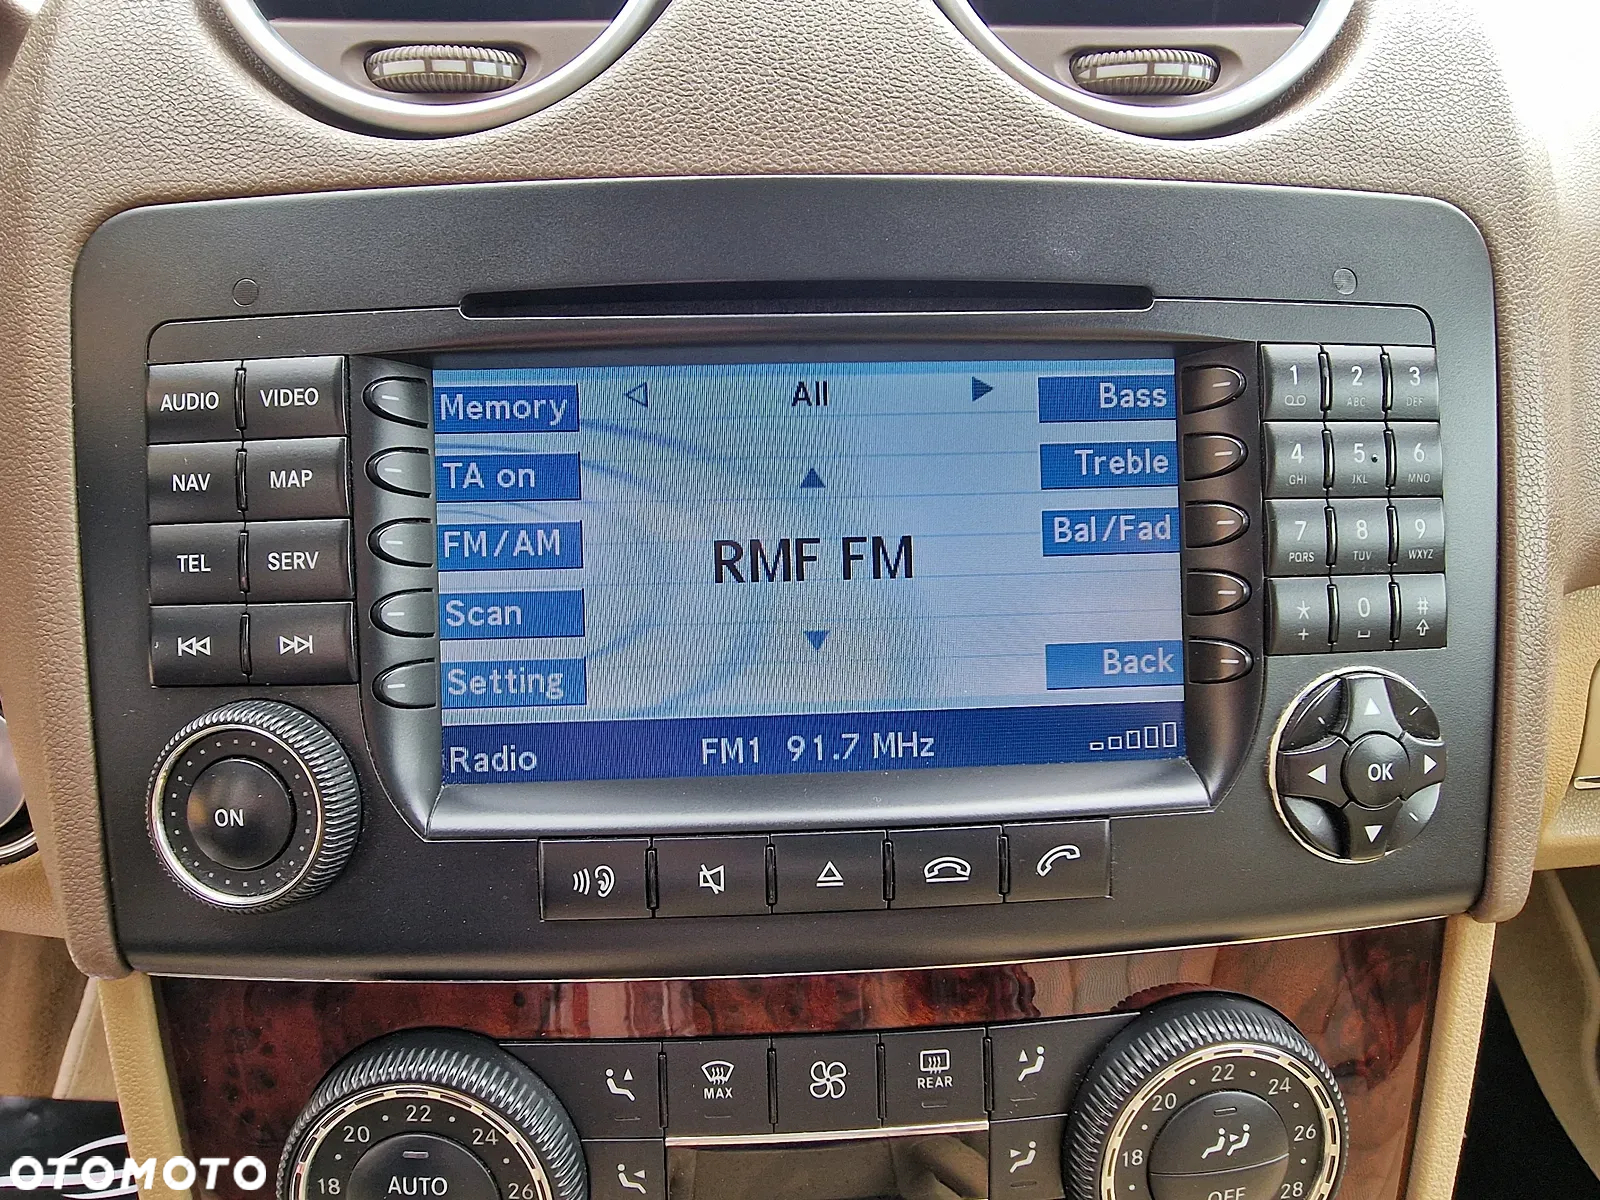 AUDIO
VIDEO
NAV
MAP
TEL
SERV
ON
Memory
TA on
FM/AM
Scan
Setting
All
RMF FM
Bass
Treble
Bal/Fad
Back
Radio
FM1 91.7 MHz
1
2
ABC
3
DEF
4
GHI
5
JKL
6
MNO
7
PQRS
8
TUV
9
WXYZ
*
+
0
#
OK
MAX
REAR
18
20
22
24
26
AUTO
18
20
22
24
26
28
OFF
OTOMOTO